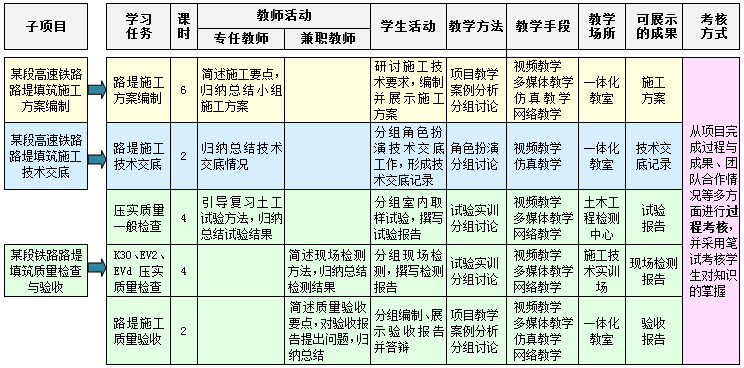 子项目
学习
任务
课
时
教师活动
专任教师
兼职教师
学生活动
教学方法
教学手段
教学
场所
可展示
的成果
考核
方式
某段高速铁路
路堤填筑施工
方案编制
路堤施工
方案编制
6
简述施工要点，
归纳总结小组
施工方案
研讨施工技
术要求，编制
并展示施工
方案
项目教学
案例分析
分组讨论
视频教学
多媒体教学
仿真教学
网络教学
一体化
教室
施工
方案
某段高速铁路
路堤填筑施工
技术交底
路堤施工
技术交底
2
归纳总结技术
交底情况
分组角色扮
演技术交底
工作，形成技
术交底记录
角色扮演
分组讨论
视频教学
仿真教学
一体化
教室
技术交
底记录
压实质量
一般检查
4
引导复习土工
试验方法，归纳
总结试验结果
分组室内取
样试验，撰写
试验报告
试验实训
分组讨论
视频教学
多媒体教学
网络教学
土木工
程检测
中心
试验
报告
某段铁路路堤
填筑质量检查
与验收
K30、EV2、
EVd 压实
质量检查
4
简述现场检测
方法，归纳总结
检测结果
分组现场检
测，撰写检测
报告
试验实训
分组讨论
视频教学
多媒体教学
网络教学
施工技
术实训
场
现场检测
报告
路堤施工
质量验收
2
简述质量验收
要点，对验收报
告提出问题，归
纳总结
分组编制、展
示验收报告
并答辩
项目教学
案例分析
分组讨论
视频教学
多媒体教学
仿真教学
网络教学
一体化
教室
验收
报告
从项目完
成过程与
成果、团
队合作情
况等多方
面进行过
程考核，
并采用笔
试考核学
生对知识
的掌握